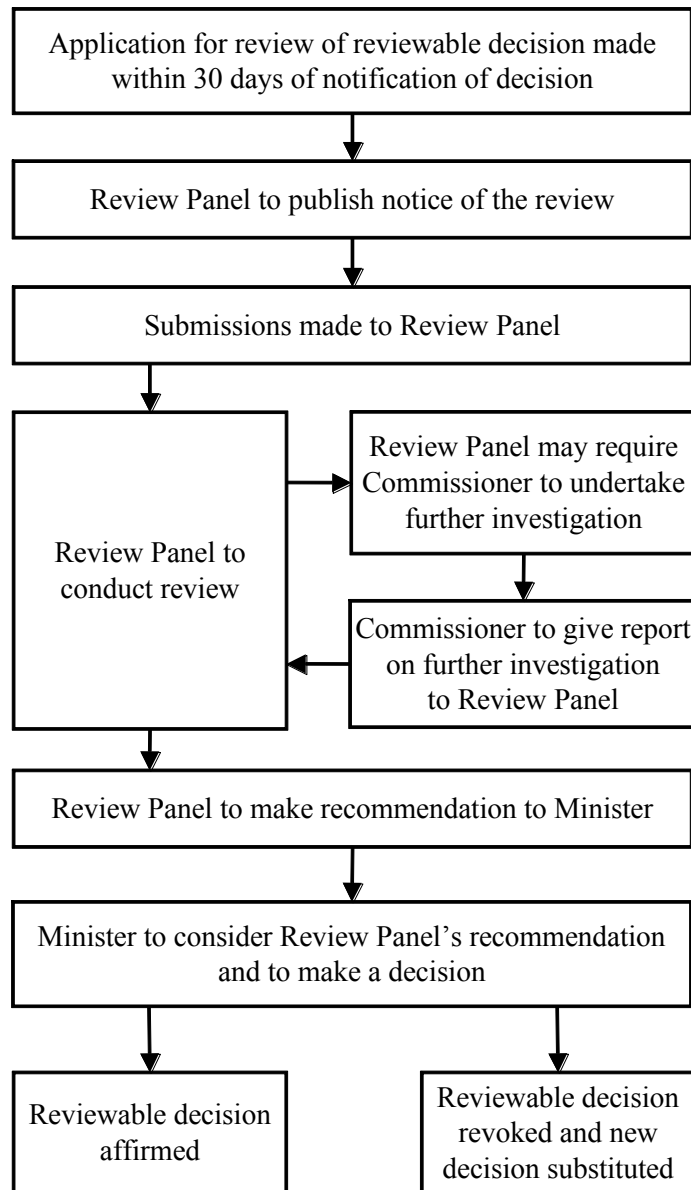 Application for review of reviewable decision made
within 30 days of notification of decision
Review Panel to publish notice of the review
Submissions made to Review Panel
Review Panel to
conduct review
Review Panel may require
Commissioner to undertake
further investigation
Commissioner to give report
on further investigation
to Review Panel
Review Panel to make recommendation to Minister
Minister to consider Review Panel’s recommendation
and to make a decision
Reviewable decision
affirmed
Reviewable decision
revoked and new
decision substituted